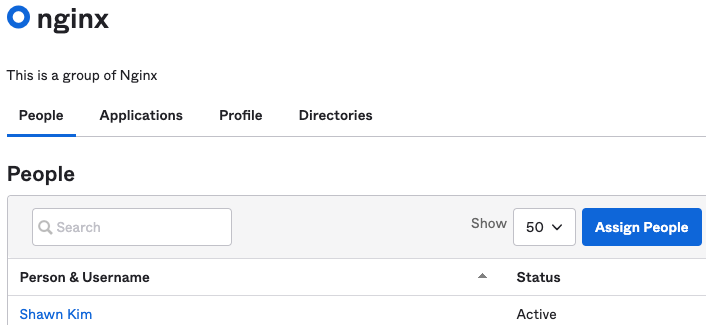 nginx
This is a group of Nginx
People Applications Profile Directories
People
Search Show 50 Assign People
Person & Username Status
Shawn Kim Active